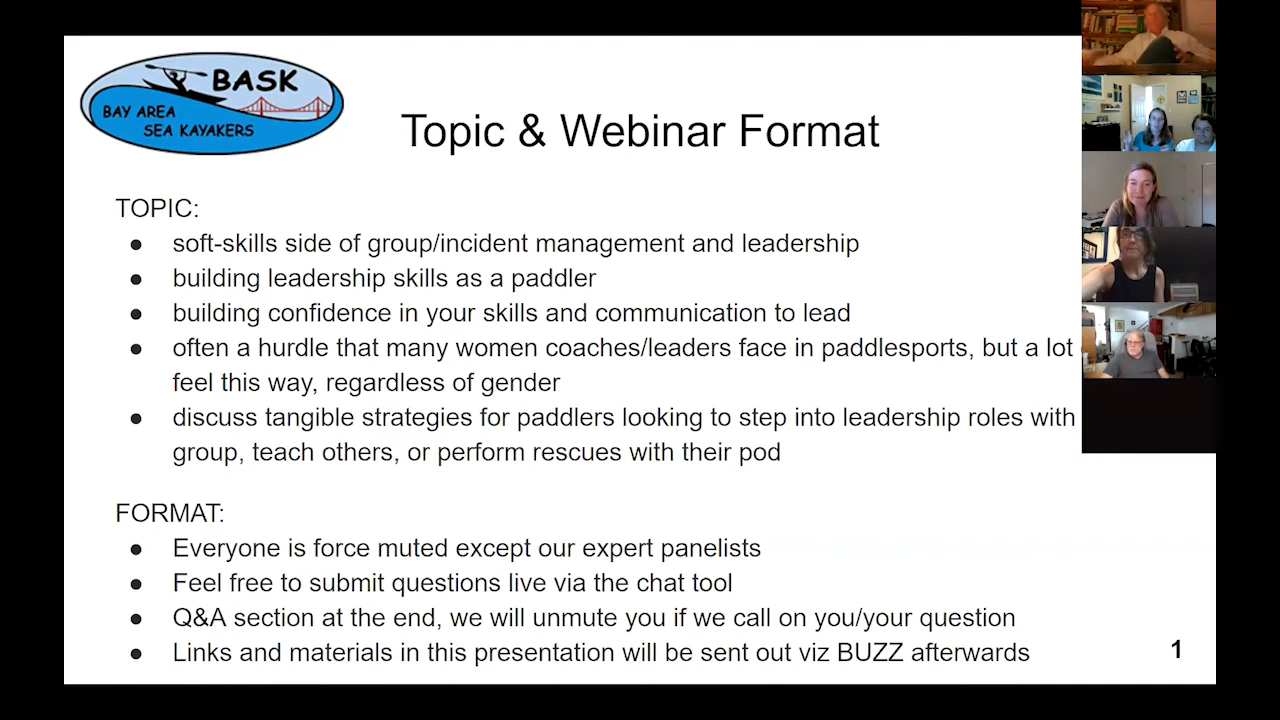 BASK
BAY AREA
SEA KAYAKERS
Topic & Webinar Format
TOPIC:
● soft-skills side of group/incident management and leadership
● building leadership skills as a paddler
● building confidence in your skills and communication to lead
● often a hurdle that many women coaches/leaders face in paddlesports, but a lot
feel this way, regardless of gender
● discuss tangible strategies for paddlers looking to step into leadership roles with
group, teach others, or perform rescues with their pod
FORMAT:
● Everyone is force muted except our expert panelists
● Feel free to submit questions live via the chat tool
● Q&A section at the end, we will unmute you if we call on you/your question
● Links and materials in this presentation will be sent out viz BUZZ afterwards
1